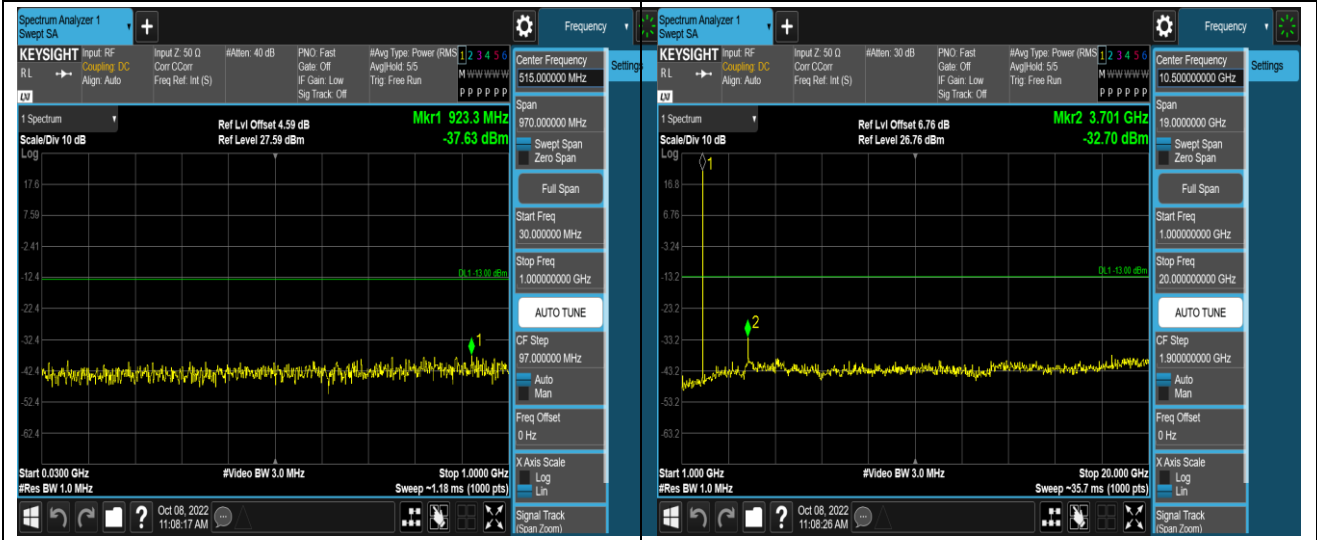 Spectrum Analyzer 1
Swept SA
Frequency
KEYSIGHT
RL
LXI
Input: RF
Coupling: DC
Align: Auto
Input Z: 50 Ω
Corr CCorr
Freq Ref: Int (S)
#Atten: 40 dB
PNO: Fast
Gate: Off
IF Gain: Low
Sig Track: Off
#Avg Type: Power (RMS
Avg|Hold: 5/5
Trig: Free Run
1 2 3 4 5 6
M W W W W W
P P P P P P
1 Spectrum
Scale/Div 10 dB
Log
Ref Lvl Offset 4.59 dB
Ref Level 27.59 dBm
Mkr1 923.3 MHz
-37.63 dBm
17.6
7.59
-2.41
-12.4
-22.4
-32.4
-42.4
-52.4
-62.4
DL1 -13.00 dBm
1
Start 0.0300 GHz
#Res BW 1.0 MHz
#Video BW 3.0 MHz
Stop 1.0000 GHz
Sweep ~1.18 ms (1000 pts)
Oct 08, 2022
11:08:17 AM
Center Frequency
515.000000 MHz
Span
970.000000 MHz
Swept Span
Zero Span
Full Span
Start Freq
30.000000 MHz
Stop Freq
1.000000000 GHz
AUTO TUNE
CF Step
97.000000 MHz
Auto
Man
Freq Offset
0 Hz
X Axis Scale
Log
Lin
Signal Track
(Span Zoom)
Settings
Spectrum Analyzer 1
Swept SA
Frequency
KEYSIGHT
RL
LXI
Input: RF
Coupling: DC
Align: Auto
Input Z: 50 Ω
Corr CCorr
Freq Ref: Int (S)
#Atten: 30 dB
PNO: Fast
Gate: Off
IF Gain: Low
Sig Track: Off
#Avg Type: Power (RMS
Avg|Hold: 5/5
Trig: Free Run
1 2 3 4 5 6
M W W W W W
P P P P P P
1 Spectrum
Scale/Div 10 dB
Log
Ref Lvl Offset 6.76 dB
Ref Level 26.76 dBm
Mkr2 3.701 GHz
-32.70 dBm
16.8
6.76
-3.24
-13.2
-23.2
-33.2
-43.2
-53.2
-63.2
DL1 -13.00 dBm
1
2
Start 1.000 GHz
#Res BW 1.0 MHz
#Video BW 3.0 MHz
Stop 20.000 GHz
Sweep ~35.7 ms (1000 pts)
Oct 08, 2022
11:08:26 AM
Center Frequency
10.500000000 GHz
Span
19.0000000 GHz
Swept Span
Zero Span
Full Span
Start Freq
1.000000000 GHz
Stop Freq
20.000000000 GHz
AUTO TUNE
CF Step
1.900000000 GHz
Auto
Man
Freq Offset
0 Hz
X Axis Scale
Log
Lin
Signal Track
(Span Zoom)
Settings